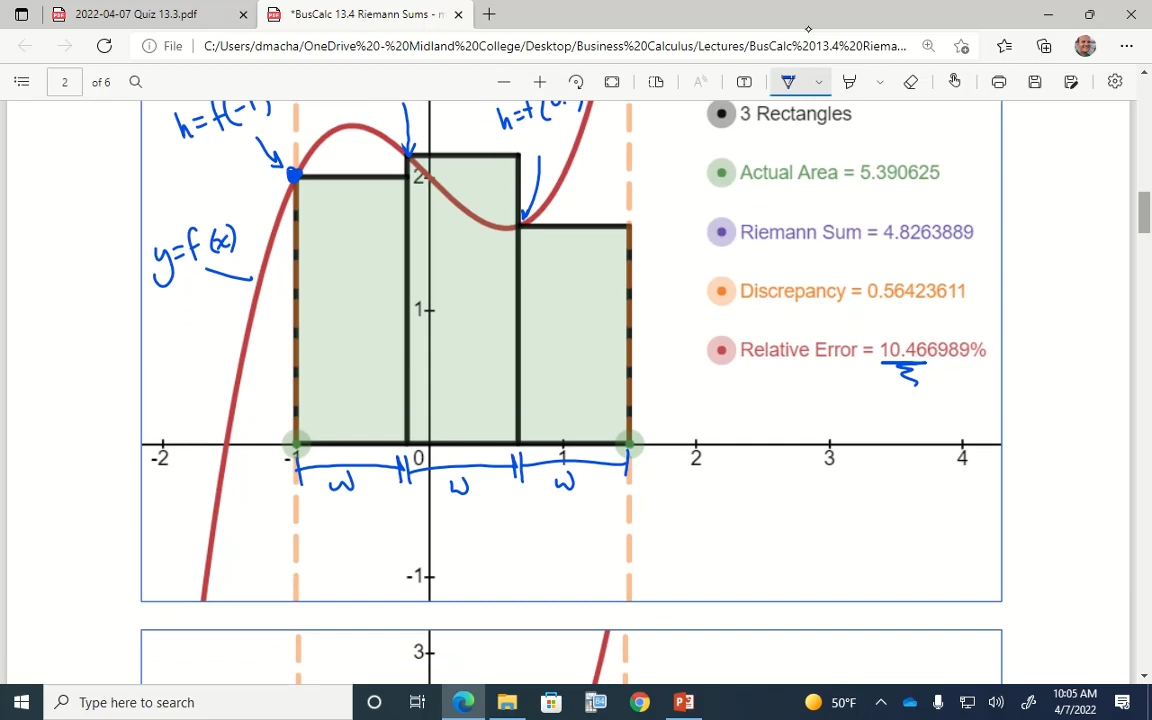 2022-04-07 Quiz 13.3.pdf
*BusCalc 13.4 Riemann Sums - m
File
C:/Users/dmacha/OneDrive%20-%20Midland%20College/Desktop/Business%20Calculus/Lectures/BusCalc%2013.4%20Riema...
2 of 6
h=f(-1)
h=f(0.
3 Rectangles
2
Actual Area = 5.390625
y=f(x)
Riemann Sum = 4.8263889
1
Discrepancy = 0.56423611
Relative Error = 10.466989%
-2 -1 0 1 2 3 4
w w w
-1
3
Type here to search
50°F
10:05 AM
4/7/2022